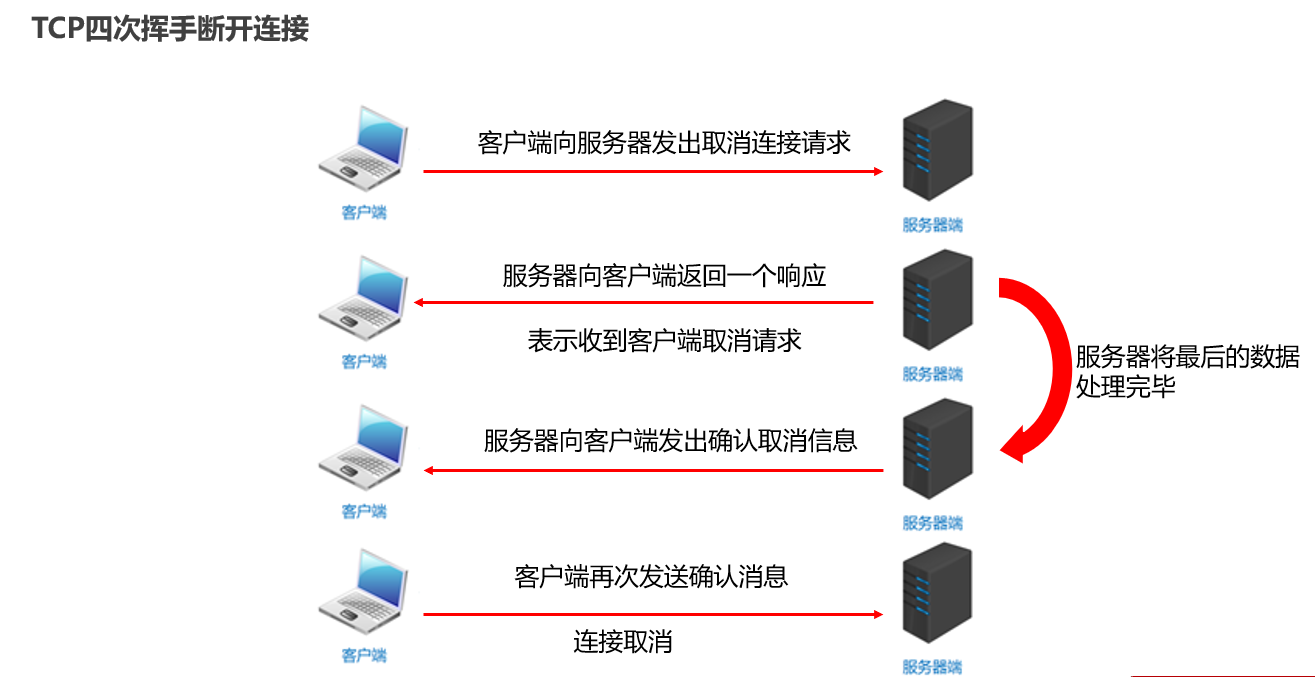 TCP四次挥手断开连接
客户端向服务器发出取消连接请求
客户端
服务器端
服务器向客户端返回一个响应
表示收到客户端取消请求
客户端
服务器端
服务器将最后的数据
处理完毕
服务器向客户端发出确认取消信息
客户端
服务器端
客户端再次发送确认消息
连接取消
客户端
服务器端